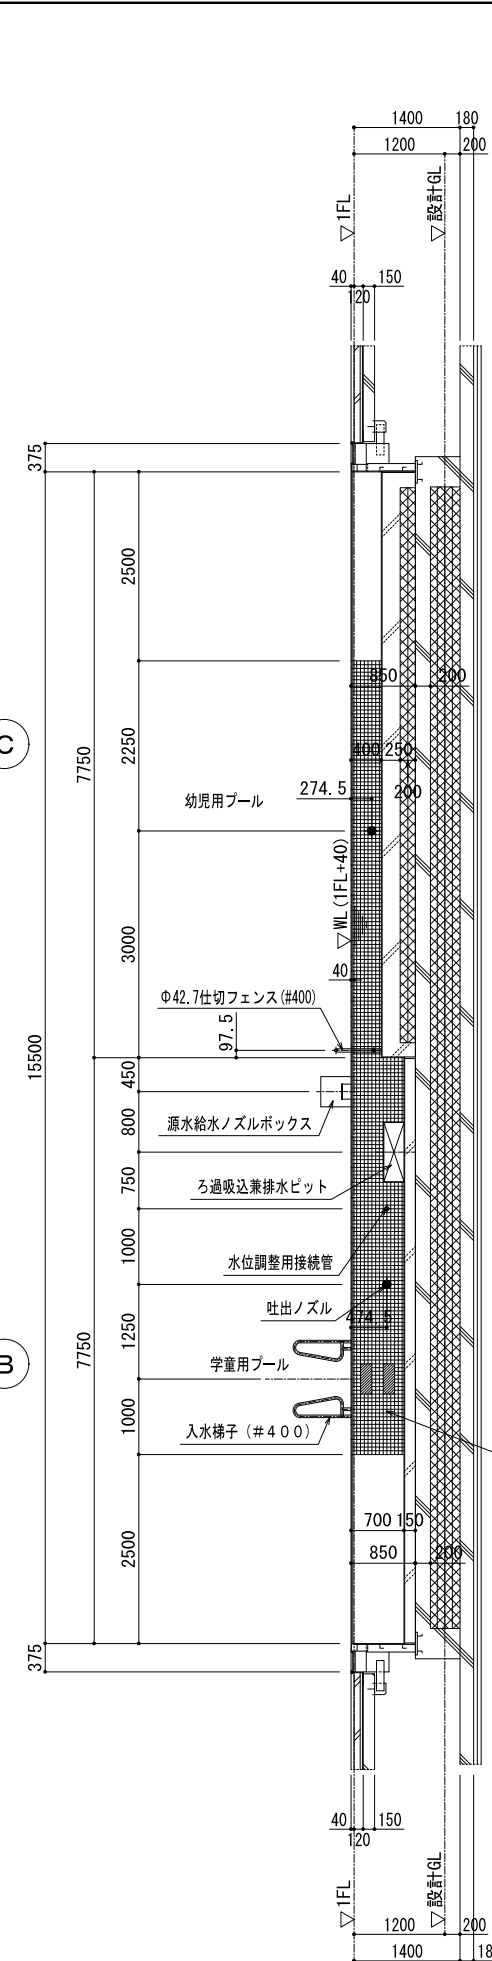 1400 180
1200 200
▽1FL
▽設計GL
40 150
120
375
2500
850 200
2250
C
7750
400 250
274.5
200
幼児用プール
▽WL(1FL+40)
3000
40
Φ42.7仕切フェンス(#400)
97.5
15500
450
源水給水ノズルボックス
800
ろ過吸込兼排水ピット
750
水位調整用接続管
1000
吐出ノズル
474.5
1250
B
7750
学童用プール
1000
入水梯子(#400)
700 150
2500
850 200
375
40 150
120
▽1FL
▽設計GL
1200 200
1400 18